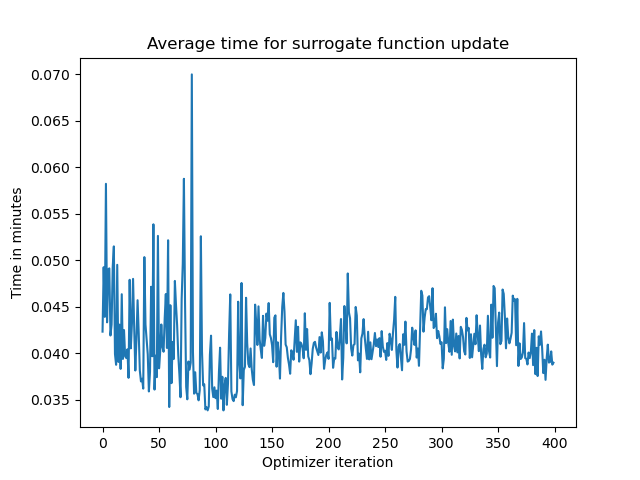 Average time for surrogate function update
0.070
0.065
0.060
0.055
0.050
0.045
0.040
0.035
Time in minutes
0 50 100 150 200 250 300 350 400
Optimizer iteration